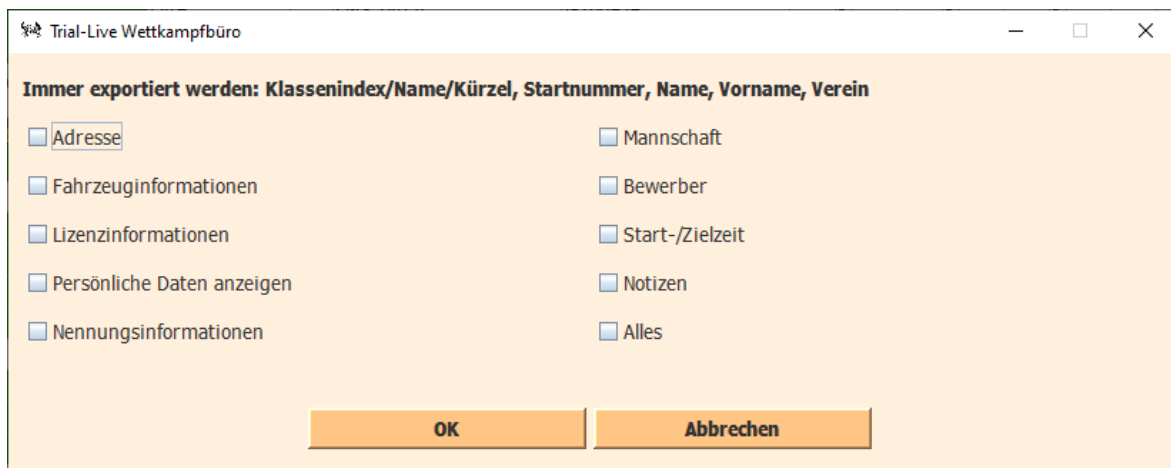 Trial-Live Wettkampfbüro
Immer exportiert werden: Klassenindex/Name/Kürzel, Startnummer, Name, Vorname, Verein
Adresse
Mannschaft
Fahrzeuginformationen
Bewerber
Lizenzinformationen
Start-/Zielzeit
Persönliche Daten anzeigen
Notizen
Nennungsinformationen
Alles
OK
Abbrechen